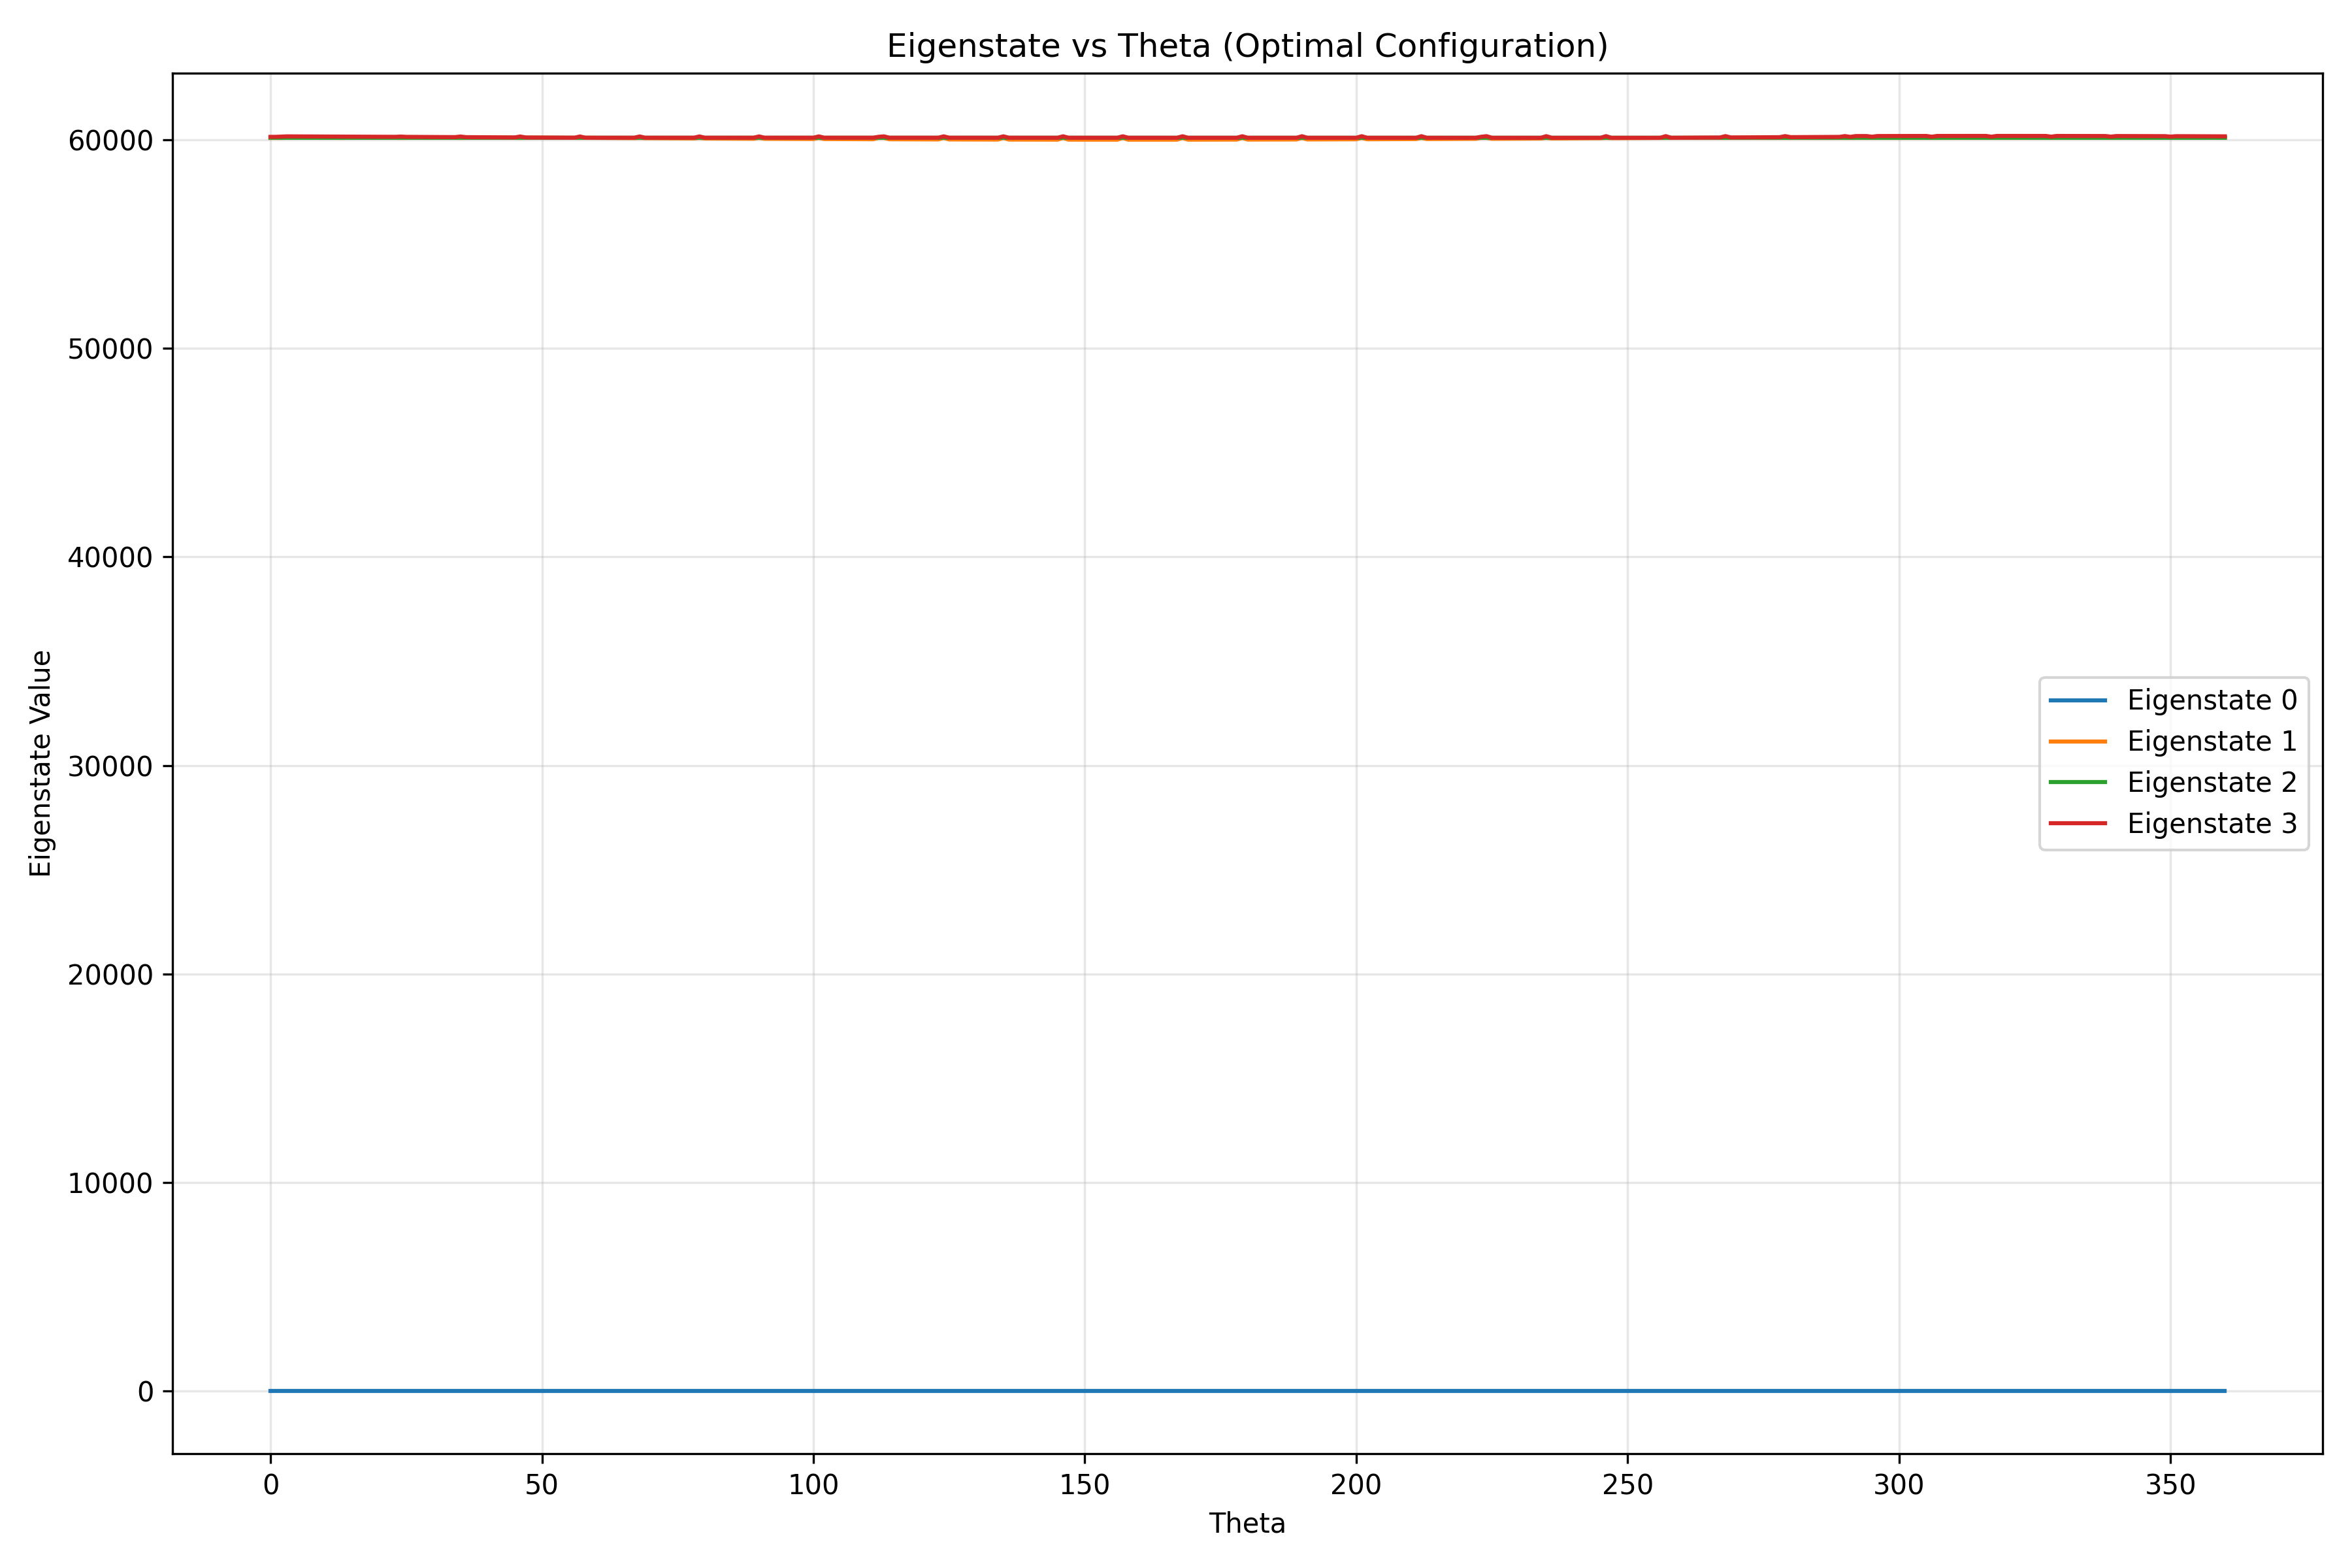 Eigenstate vs Theta (Optimal Configuration)
60000
50000
40000
30000
20000
10000
0
Eigenstate Value
Eigenstate 0
Eigenstate 1
Eigenstate 2
Eigenstate 3
0 50 100 150 200 250 300 350
Theta